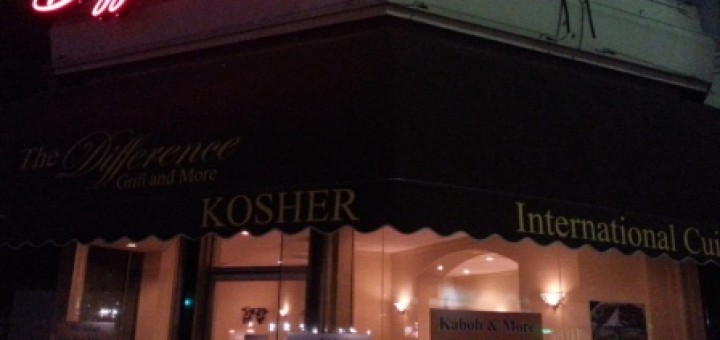 The Difference
Grill and More
KOSHER
International Cui
Kabob & More